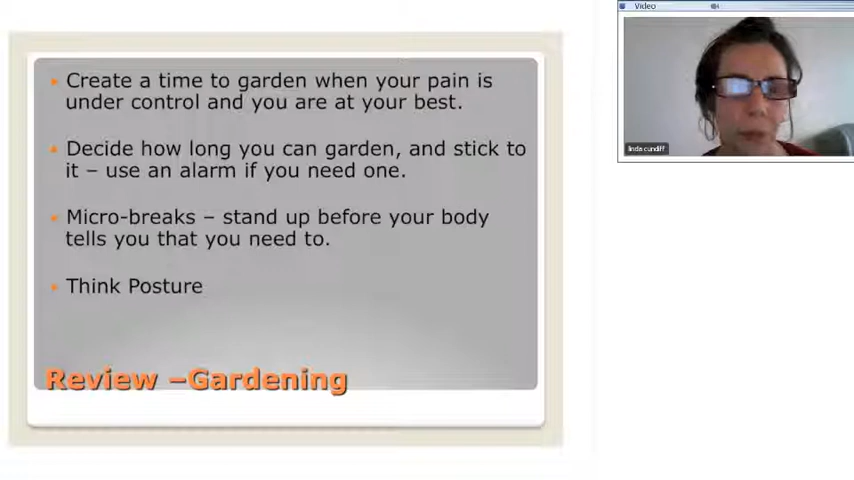 Create a time to garden when your pain is
under control and you are at your best.
Decide how long you can garden, and stick to
it – use an alarm if you need one.
Micro-breaks – stand up before your body
tells you that you need to.
Think Posture
Review –Gardening
Video
linda cundiff